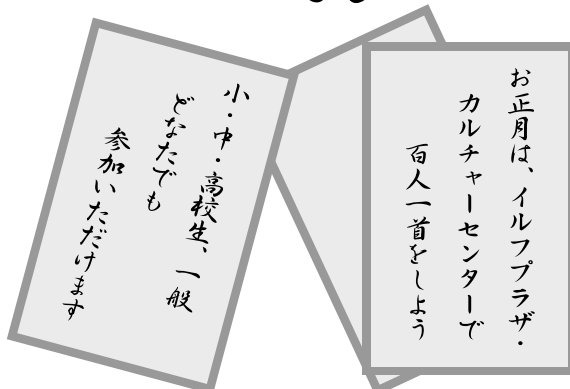 お正月は、イルフプラザ・
カルチャーセンターで
百人一首をしよう
小・中・高校生、一般
どなたでも
参加いただけます